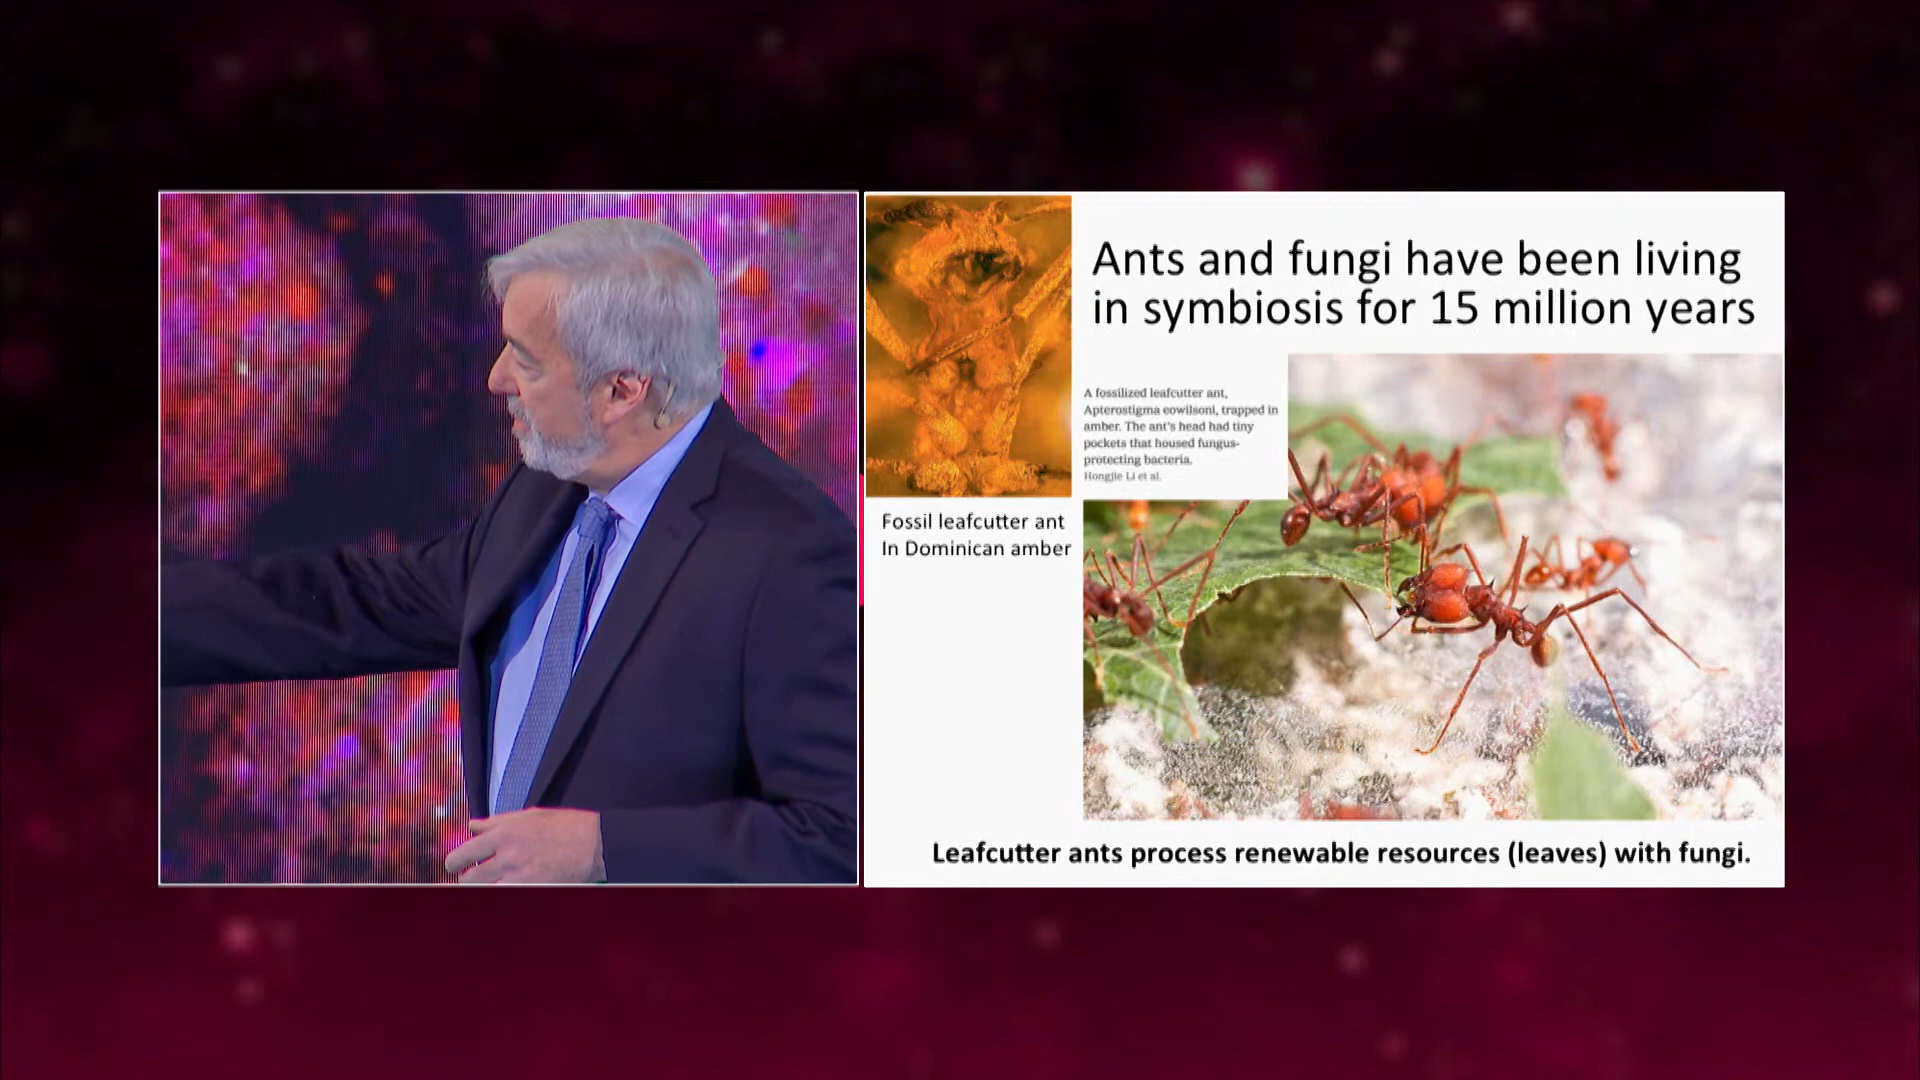 Ants and fungi have been living
in symbiosis for 15 million years
A fossilized leafcutter ant,
Apterostigma eowilsoni, trapped in
amber. The ant's head had tiny
pockets that housed fungus-
protecting bacteria.
Hongjie Li et al.
Fossil leafcutter ant
In Dominican amber
Leafcutter ants process renewable resources (leaves) with fungi.